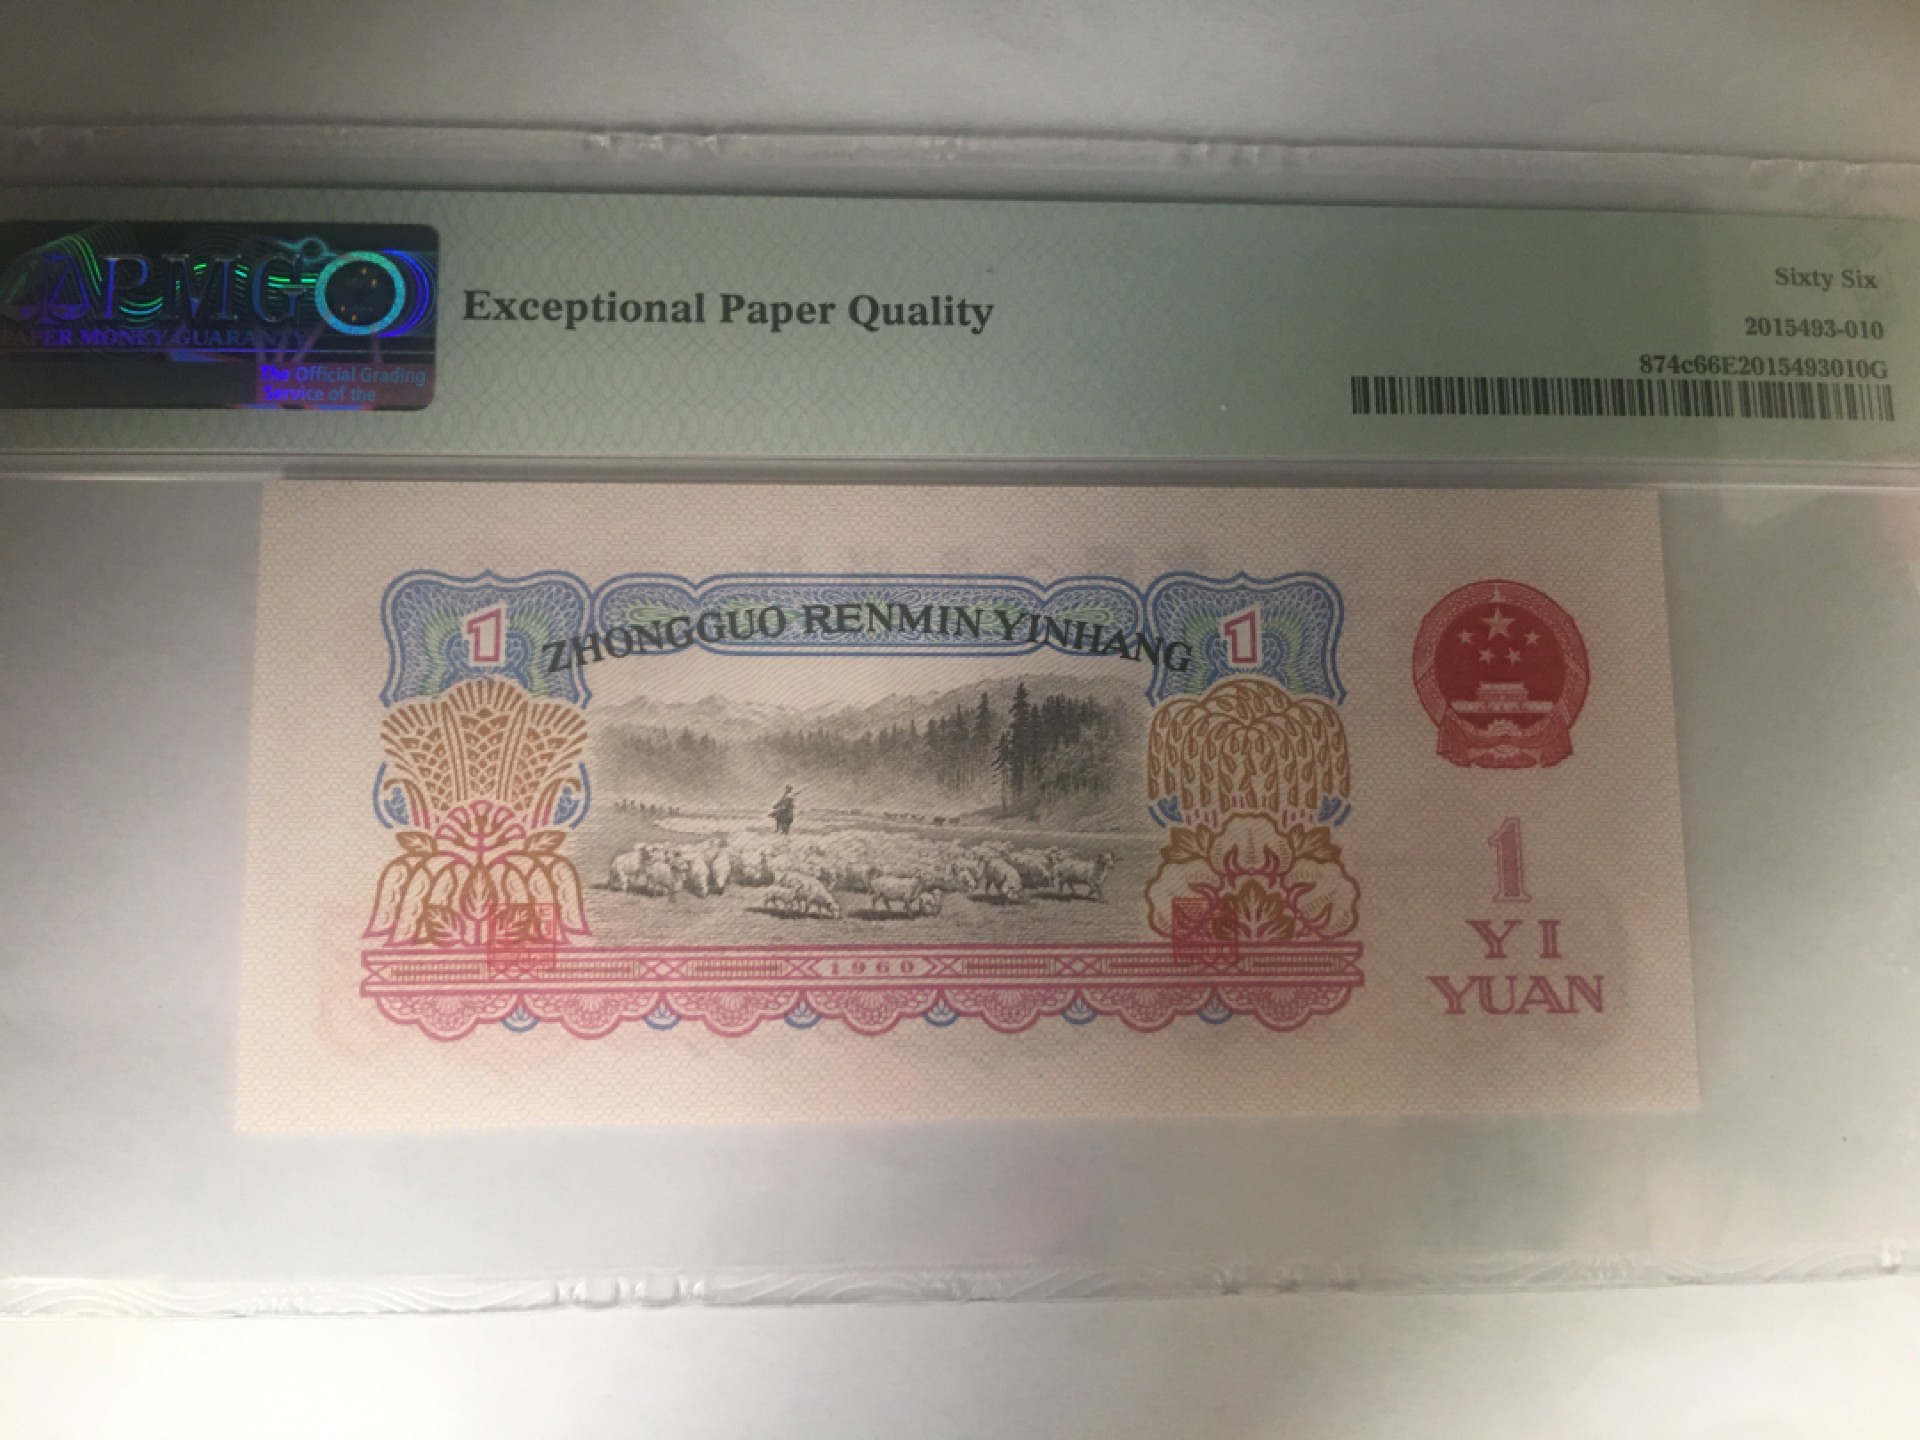 PMG
PAPER MONEY GUARANTY
The Official Grading
Service of the
Exceptional Paper Quality
Sixty Six
2015493-010
874c66E2015493010G
1
ZHONGGUO RENMIN YINHANG
1
1960
1
YI
YUAN